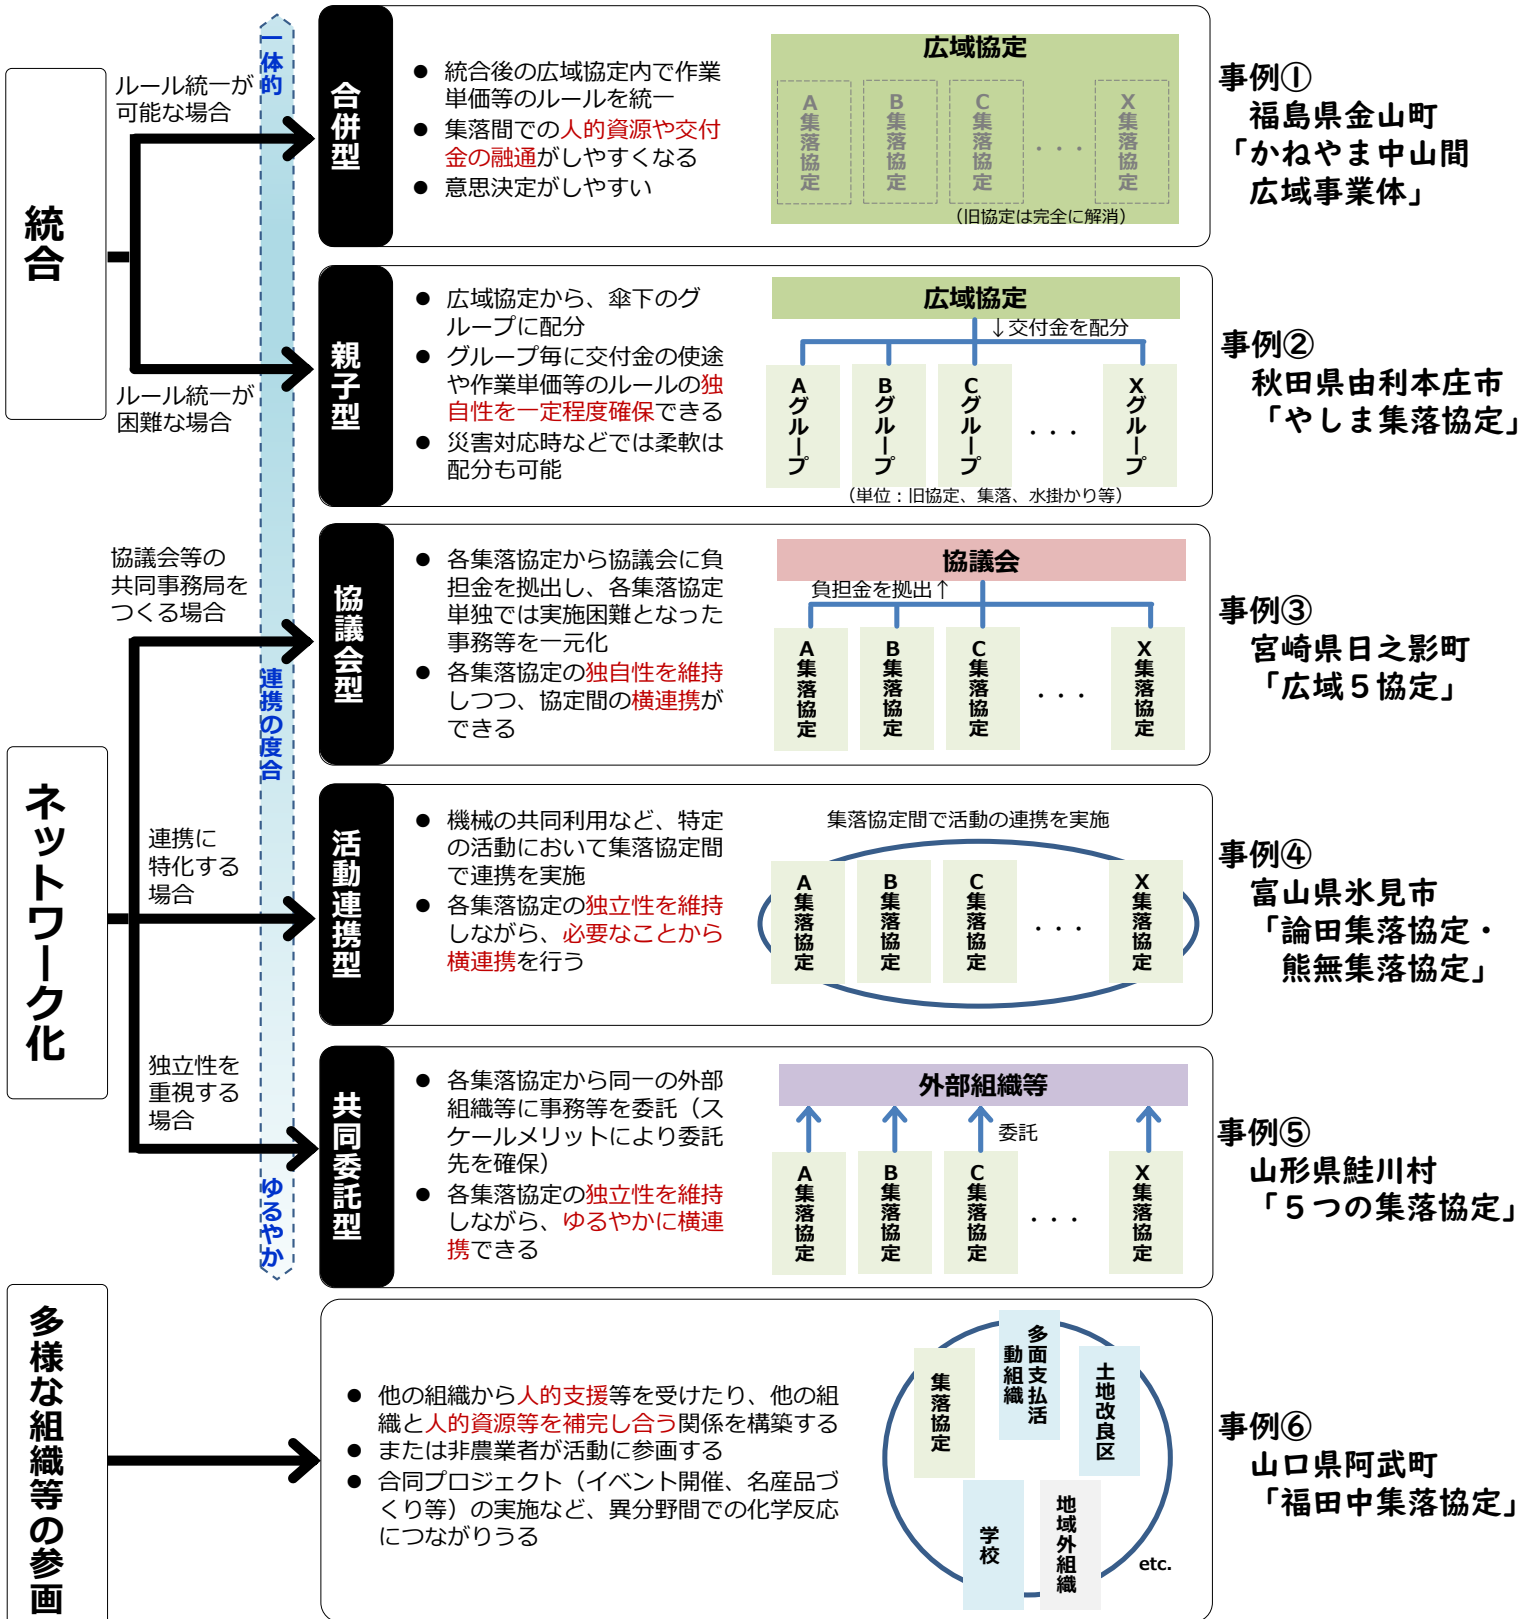 統合
ルール統一が
可能な場合
ルール統一が
困難な場合
一体的
連携の度合
ゆるやか
合併型
● 統合後の広域協定内で作業
単価等のルールを統一
● 集落間での人的資源や交付
金の融通がしやすくなる
● 意思決定がしやすい
広域協定
A集落協定
B集落協定
C集落協定
・・・
X集落協定
（旧協定は完全に解消）
事例①
福島県金山町
「かねやま中山間
広域事業体」
親子型
● 広域協定から、傘下のグ
ループに配分
● グループ毎に交付金の使途
や作業単価等のルールの独
自性を一定程度確保できる
● 災害対応時などでは柔軟は
配分も可能
広域協定
↓交付金を配分
Aグループ
Bグループ
Cグループ
・・・
Xグループ
（単位：旧協定、集落、水掛かり等）
事例②
秋田県由利本庄市
「やしま集落協定」
ネットワーク化
協議会等の
共同事務局を
つくる場合
連携に
特化する
場合
独立性を
重視する
場合
協議会型
● 各集落協定から協議会に負
担金を拠出し、各集落協定
単独では実施困難となった
事務等を一元化
● 各集落協定の独自性を維持
しつつ、協定間の横連携が
できる
協議会
負担金を拠出↑
A集落協定
B集落協定
C集落協定
・・・
X集落協定
事例③
宮崎県日之影町
「広域５協定」
活動連携型
● 機械の共同利用など、特定
の活動において集落協定間
で連携を実施
● 各集落協定の独立性を維持
しながら、必要なことから
横連携を行う
集落協定間で活動の連携を実施
A集落協定
B集落協定
C集落協定
・・・
X集落協定
事例④
富山県氷見市
「論田集落協定・
熊無集落協定」
共同委託型
● 各集落協定から同一の外部
組織等に事務等を委託（ス
ケールメリットにより委託
先を確保）
● 各集落協定の独立性を維持
しながら、ゆるやかに横連
携できる
外部組織等
委託
A集落協定
B集落協定
C集落協定
・・・
X集落協定
事例⑤
山形県鮭川村
「５つの集落協定」
多様な組織等の参画
● 他の組織から人的支援等を受けたり、他の組
織と人的資源等を補完し合う関係を構築する
● または非農業者が活動に参画する
● 合同プロジェクト（イベント開催、名産品づ
くり等）の実施など、異分野間での化学反応
につながりうる
集落協定
多面支払活
動組織
土地改良区
学校
地域外組織
etc.
事例⑥
山口県阿武町
「福田中集落協定」